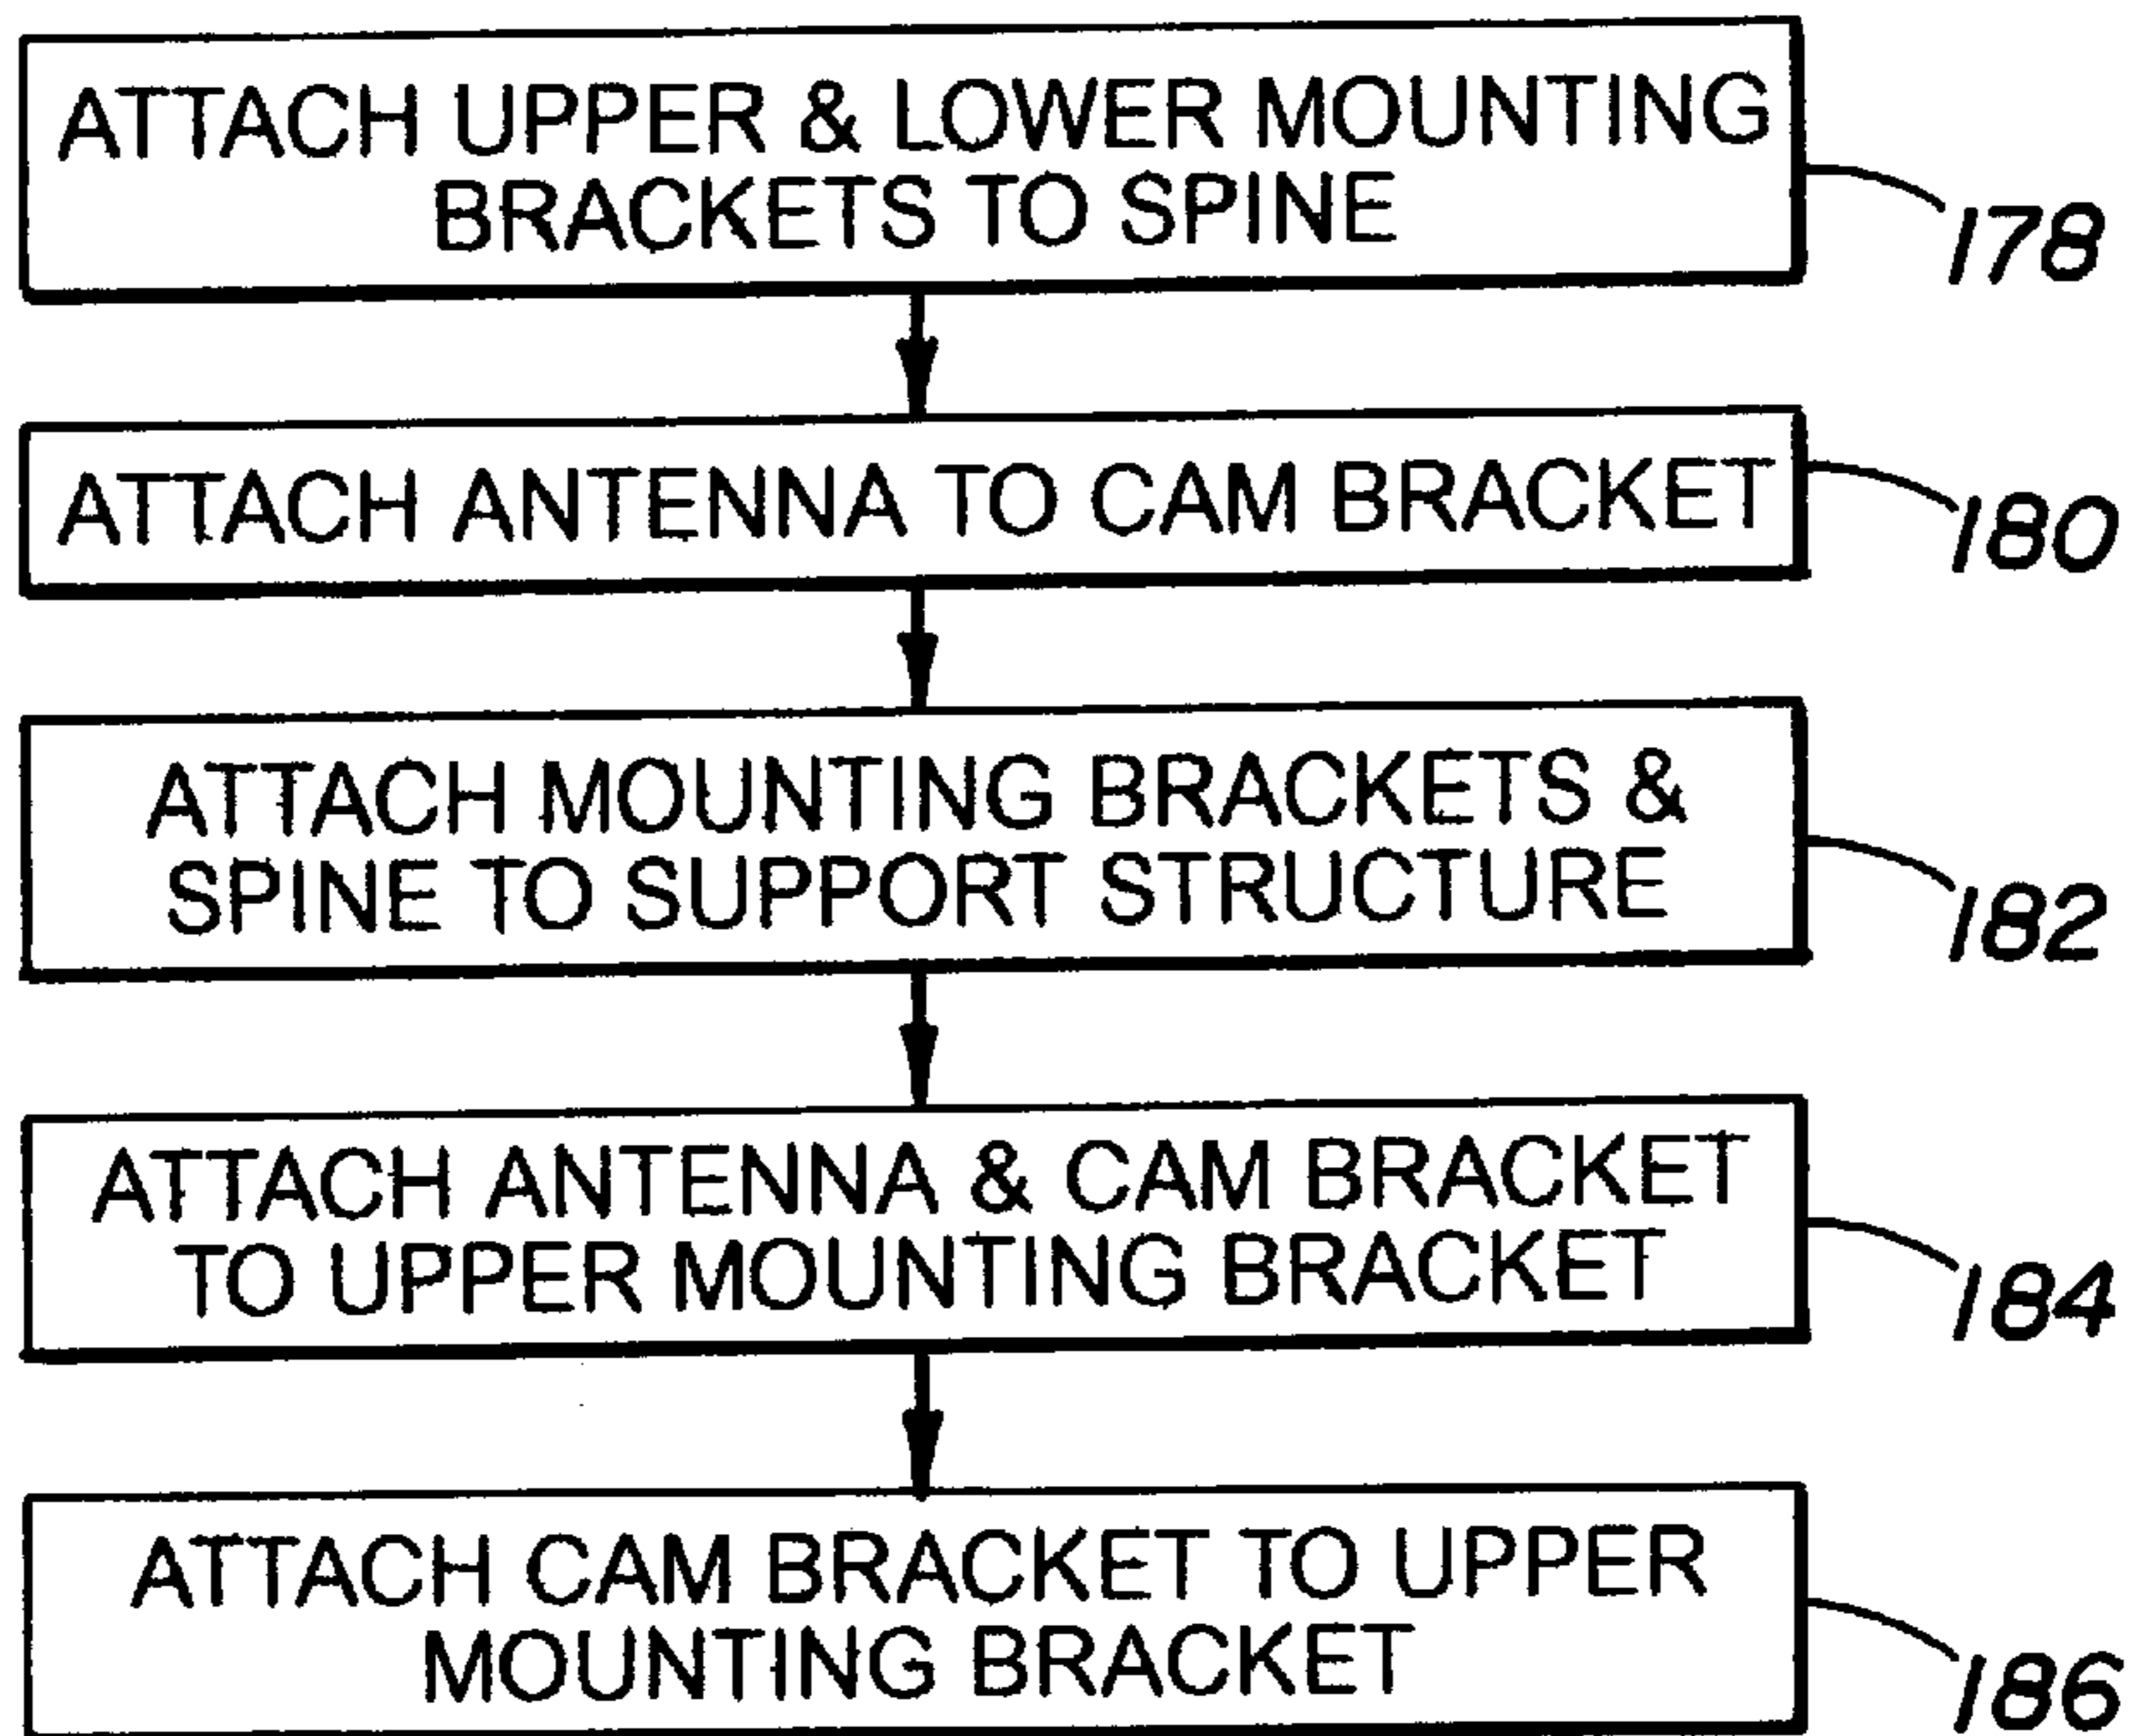 ATTACH UPPER & LOWER MOUNTING
BRACKETS TO SPINE
178
ATTACH ANTENNA TO CAM BRACKET
180
ATTACH MOUNTING BRACKETS &
SPINE TO SUPPORT STRUCTURE
182
ATTACH ANTENNA & CAM BRACKET
TO UPPER MOUNTING BRACKET
184
ATTACH CAM BRACKET TO UPPER
MOUNTING BRACKET
186